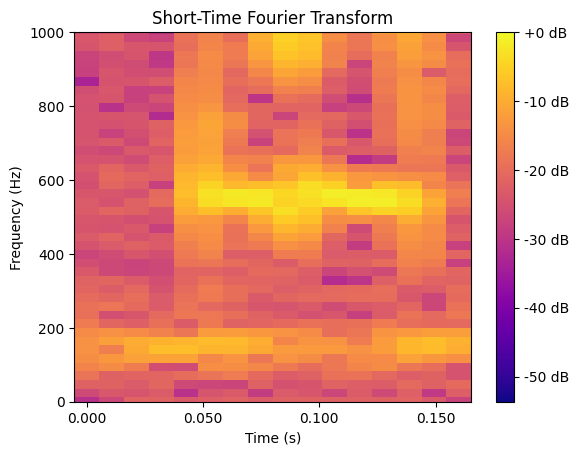 Short-Time Fourier Transform
1000
800
600
400
200
0
Frequency (Hz)
0.000
0.050
0.100
0.150
Time (s)
+0 dB
-10 dB
-20 dB
-30 dB
-40 dB
-50 dB